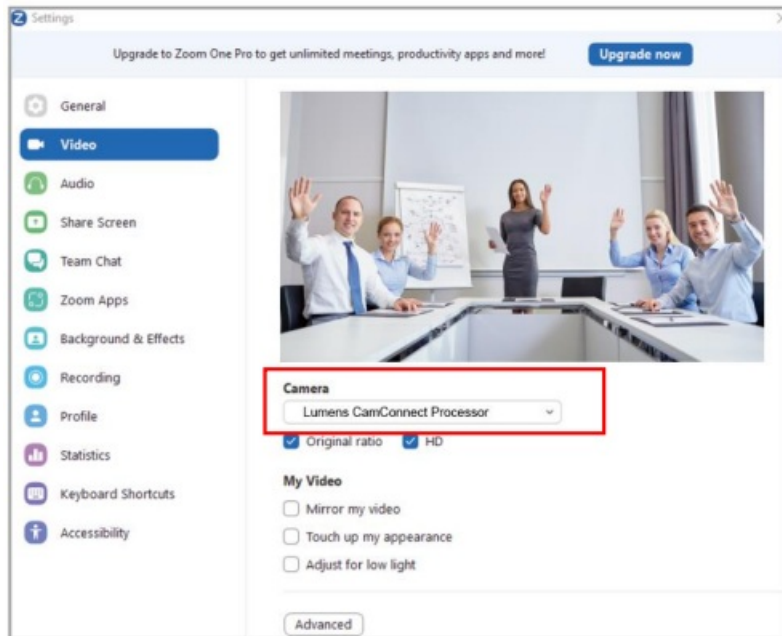 Settings
Upgrade to Zoom One Pro to get unlimited meetings, productivity apps and more! Upgrade now
General
Video
Audio
Share Screen
Team Chat
Zoom Apps
Background & Effects
Recording
Profile
Statistics
Keyboard Shortcuts
Accessibility
Camera
Lumens CamConnect Processor
Original ratio HD
My Video
Mirror my video
Touch up my appearance
Adjust for low light
Advanced